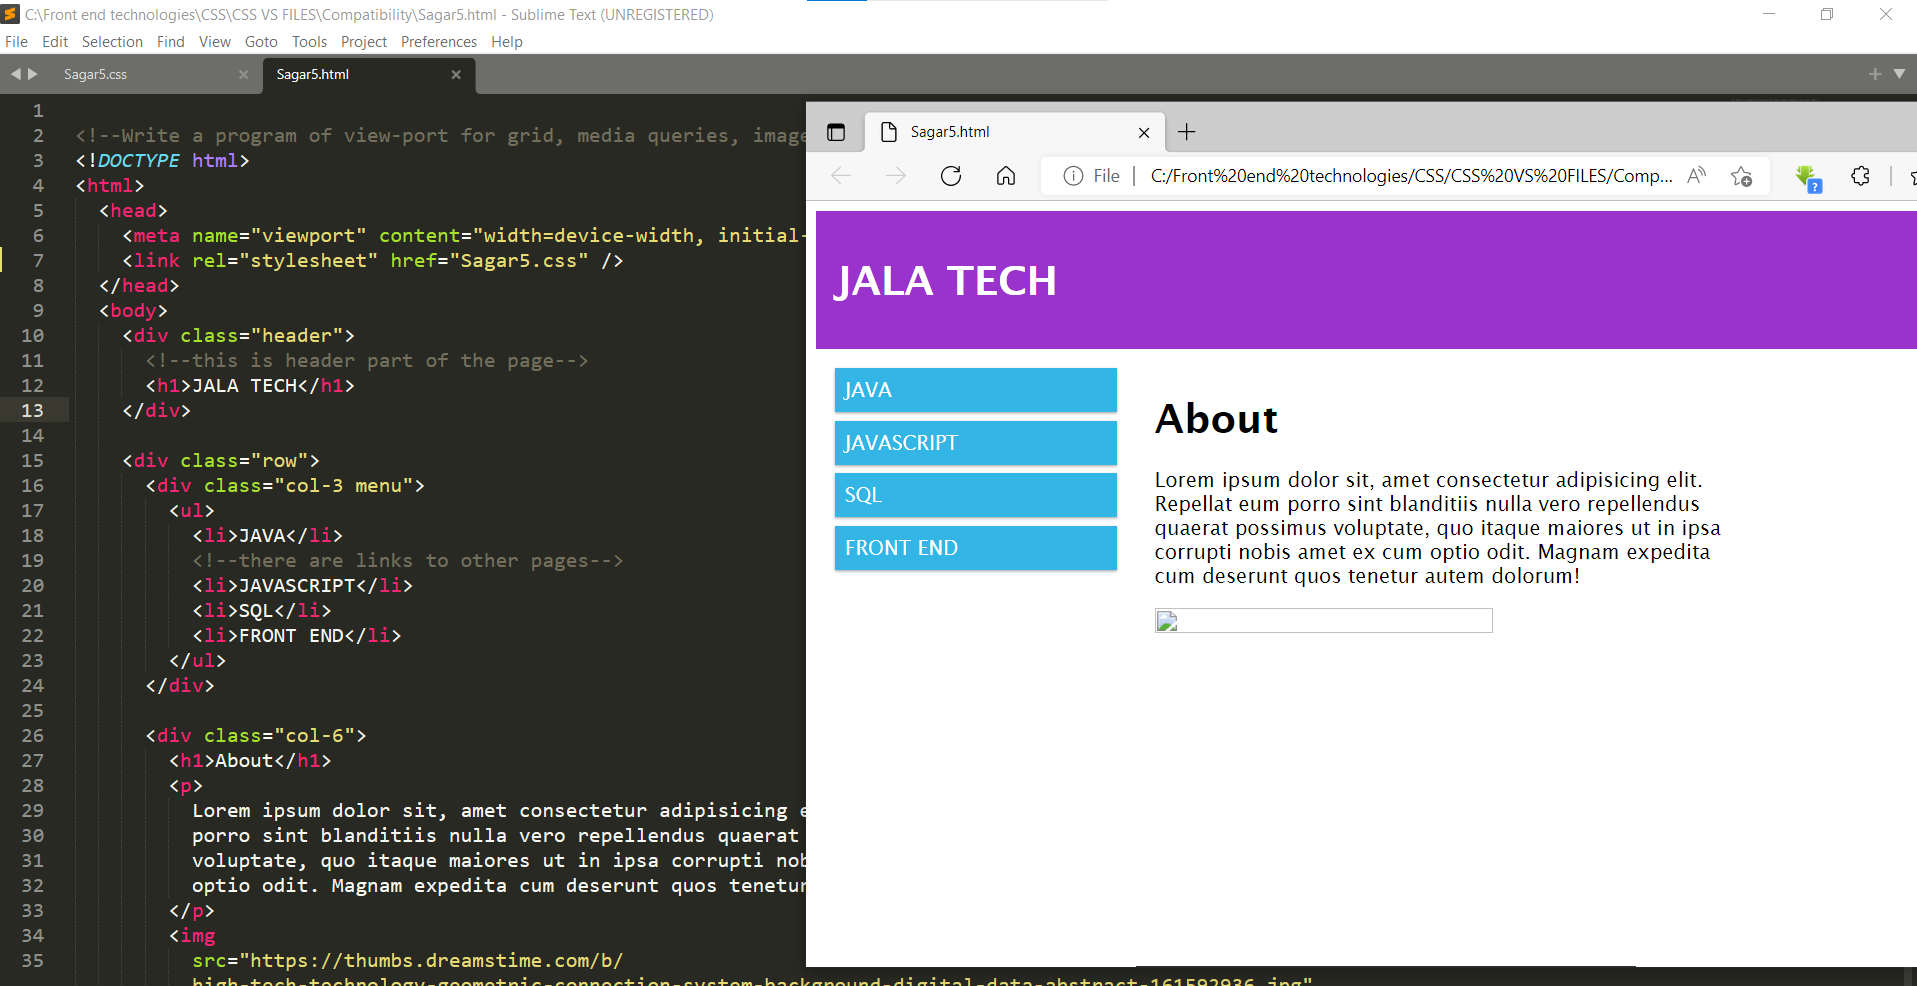 C:\Front end technologies\CSS\CSS VS FILES\Compatibility\Sagar5.html - Sublime Text (UNREGISTERED)
File Edit Selection Find View Goto Tools Project Preferences Help
Sagar5.css
Sagar5.html
1
2 <!--Write a program of view-port for grid, media queries, image
3 <!DOCTYPE html>
4 <html>
5 <head>
6 <meta name="viewport" content="width=device-width, initial-
7 <link rel="stylesheet" href="Sagar5.css" />
8 </head>
9 <body>
10 <div class="header">
11 <!--this is header part of the page-->
12 <h1>JALA TECH</h1>
13 </div>
14
15 <div class="row">
16 <div class="col-3 menu">
17 <ul>
18 <li>JAVA</li>
19 <!--there are links to other pages-->
20 <li>JAVASCRIPT</li>
21 <li>SQL</li>
22 <li>FRONT END</li>
23 </ul>
24 </div>
25
26 <div class="col-6">
27 <h1>About</h1>
28 <p>
29 Lorem ipsum dolor sit, amet consectetur adipisicing e
30 porro sint blanditiis nulla vero repellendus quaerat
31 voluptate, quo itaque maiores ut in ipsa corrupti nob
32 optio odit. Magnam expedita cum deserunt quos tenetur
33 </p>
34 <img
35 src="https://thumbs.dreamstime.com/b/
high-tech-technology-geometric-connection-system-background-digital-data-abstract-161592936.jpg"
Sagar5.html
File C:/Front%20end%20technologies/CSS/CSS%20VS%20FILES/Comp...
JALA TECH
JAVA
JAVASCRIPT
SQL
FRONT END
About
Lorem ipsum dolor sit, amet consectetur adipisicing elit.
Repellat eum porro sint blanditiis nulla vero repellendus
quaerat possimus voluptate, quo itaque maiores ut in ipsa
corrupti nobis amet ex cum optio odit. Magnam expedita
cum deserunt quos tenetur autem dolorum!